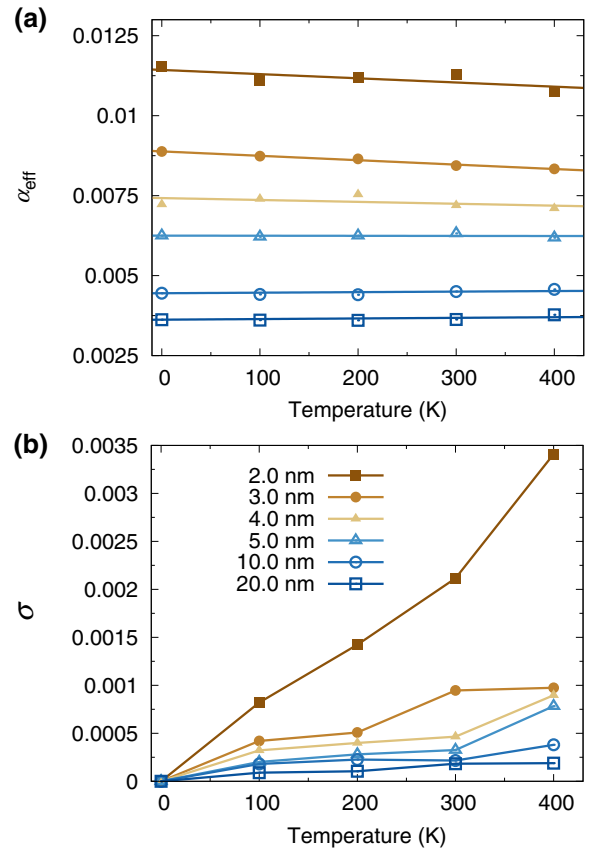 (a)
0.0125
0.01
0.0075
0.005
0.0025
α_eff
0 100 200 300 400
Temperature (K)
(b)
0.0035
0.003
0.0025
0.002
0.0015
0.001
0.0005
0
σ
2.0 nm
3.0 nm
4.0 nm
5.0 nm
10.0 nm
20.0 nm
0 100 200 300 400
Temperature (K)